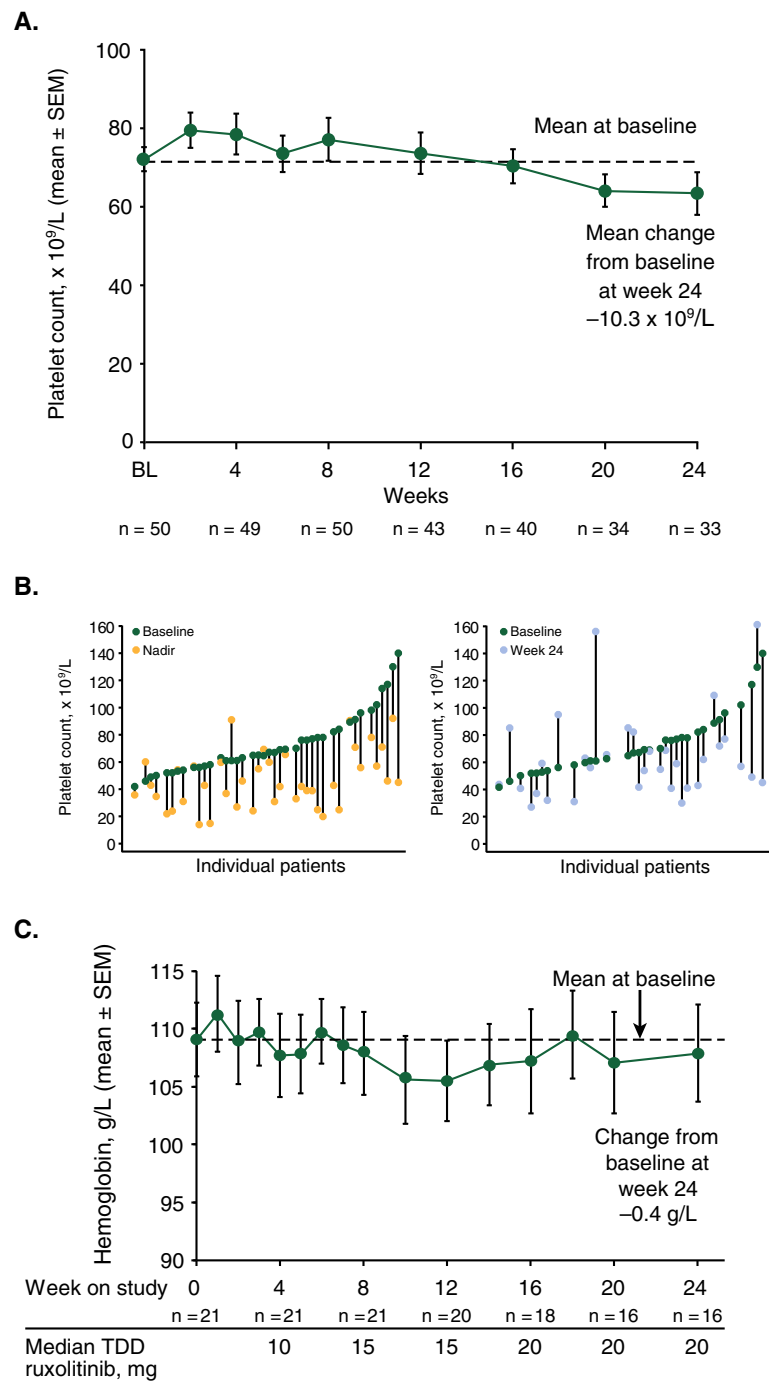 A.
Platelet count, x 10⁹/L (mean ± SEM)
100
80
60
40
20
0
Mean at baseline
Mean change
from baseline
at week 24
–10.3 x 10⁹/L
BL 4 8 12 16 20 24
Weeks
n = 50 n = 49 n = 50 n = 43 n = 40 n = 34 n = 33
B.
Platelet count, x 10⁹/L
160
140
120
100
80
60
40
20
0
Baseline
Nadir
Individual patients
Platelet count, x 10⁹/L
160
140
120
100
80
60
40
20
0
Baseline
Week 24
Individual patients
C.
Hemoglobin, g/L (mean ± SEM)
115
110
105
100
95
90
Mean at baseline
Change from
baseline at
week 24
–0.4 g/L
Week on study 0 4 8 12 16 20 24
n =21 n =21 n =21 n =20 n =18 n =16 n =16
Median TDD 10 15 15 20 20 20
ruxolitinib, mg